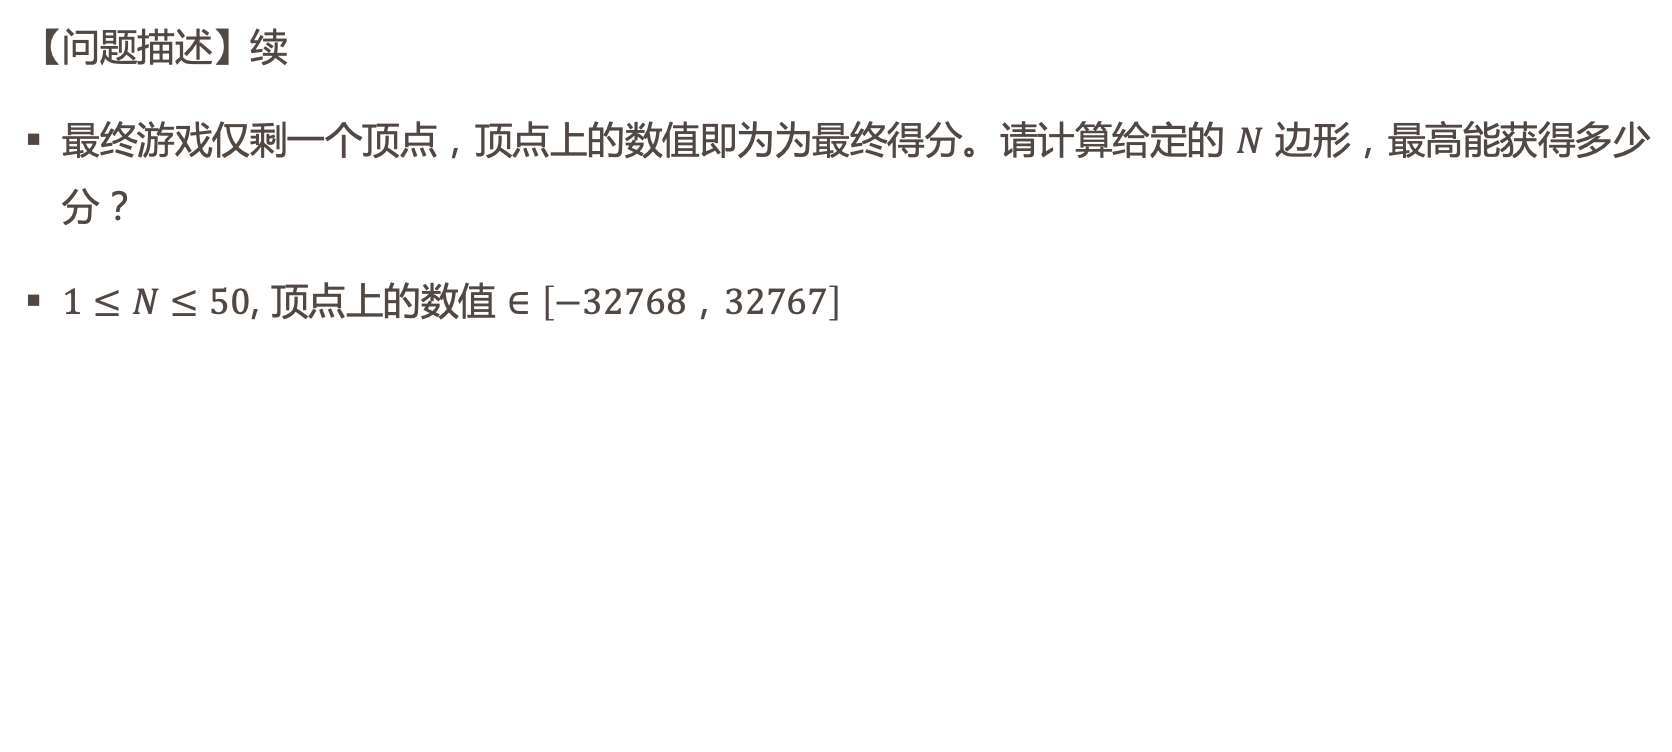 【问题描述】续
▪ 最终游戏仅剩一个顶点，顶点上的数值即为为最终得分。请计算给定的 N 边形，最高能获得多少
分？
▪ 1 ≤ N ≤ 50, 顶点上的数值 ∈ [−32768 , 32767]